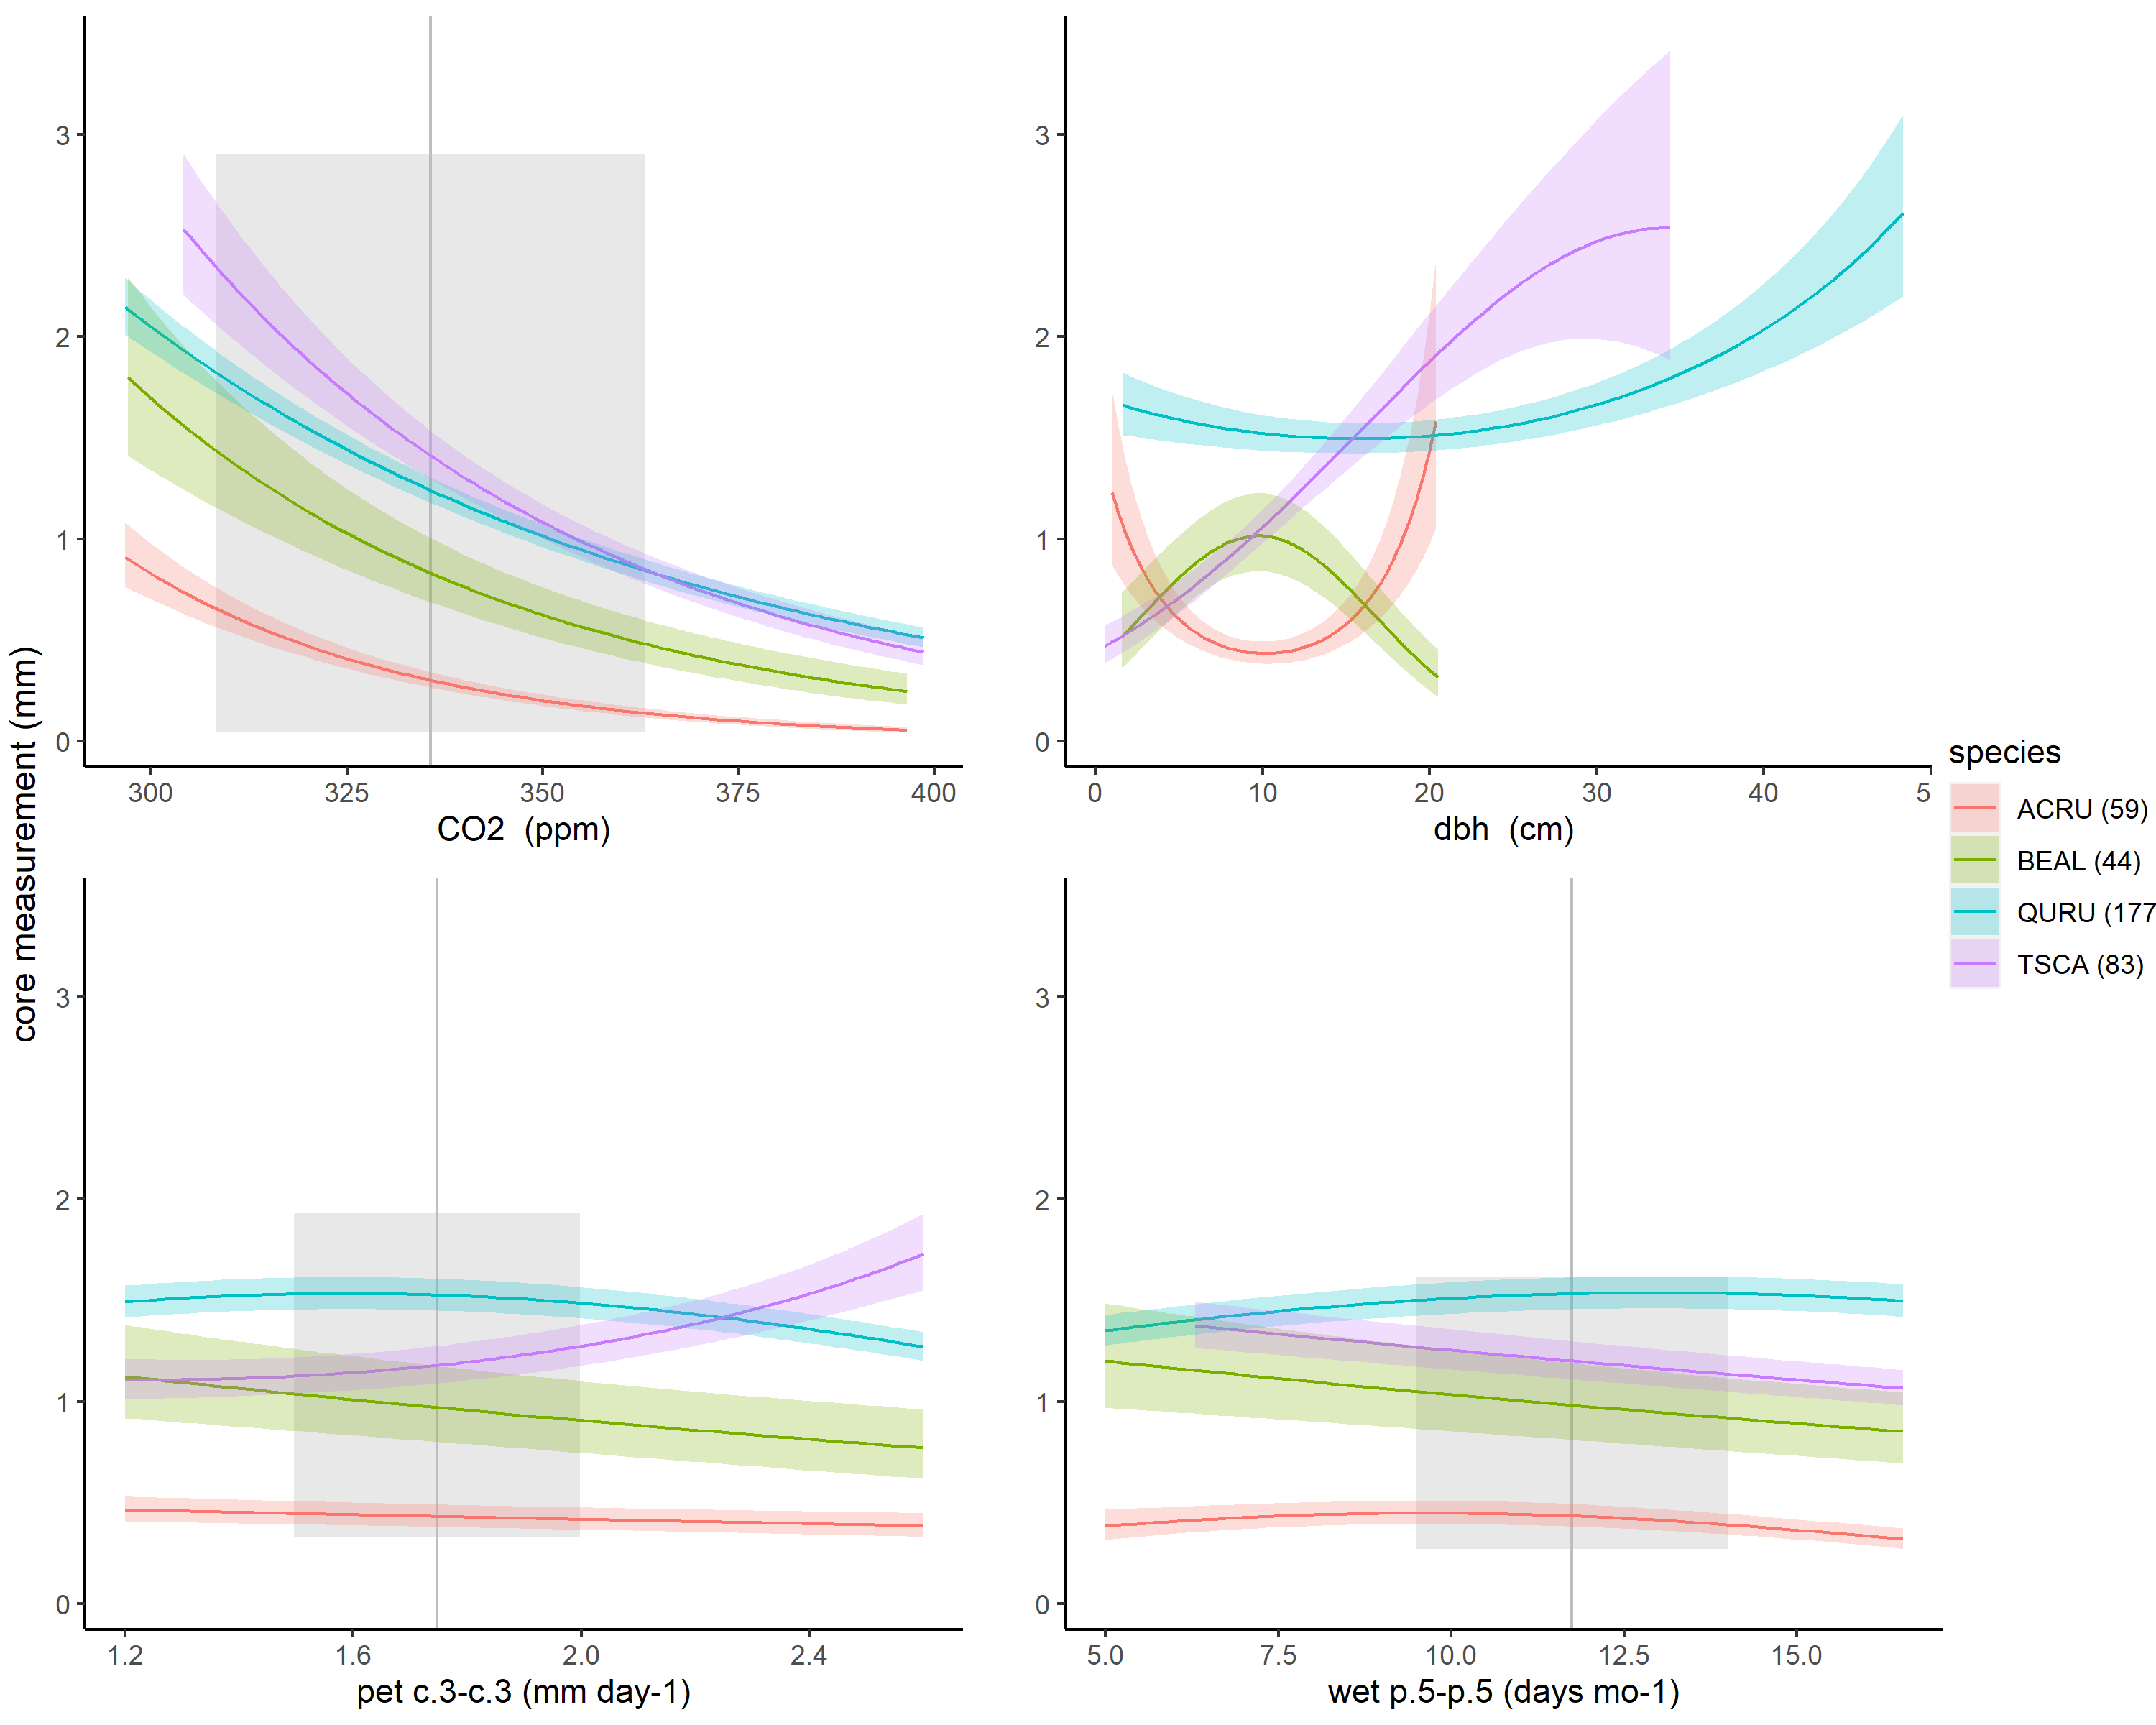 core measurement (mm)
3
2
1
0
300 325 350 375 400
CO2 (ppm)
3
2
1
0
0 10 20 30 40 5
dbh (cm)
species
ACRU (59)
BEAL (44)
QURU (177
TSCA (83)
3
2
1
0
1.2 1.6 2.0 2.4
pet c.3-c.3 (mm day-1)
3
2
1
0
5.0 7.5 10.0 12.5 15.0
wet p.5-p.5 (days mo-1)